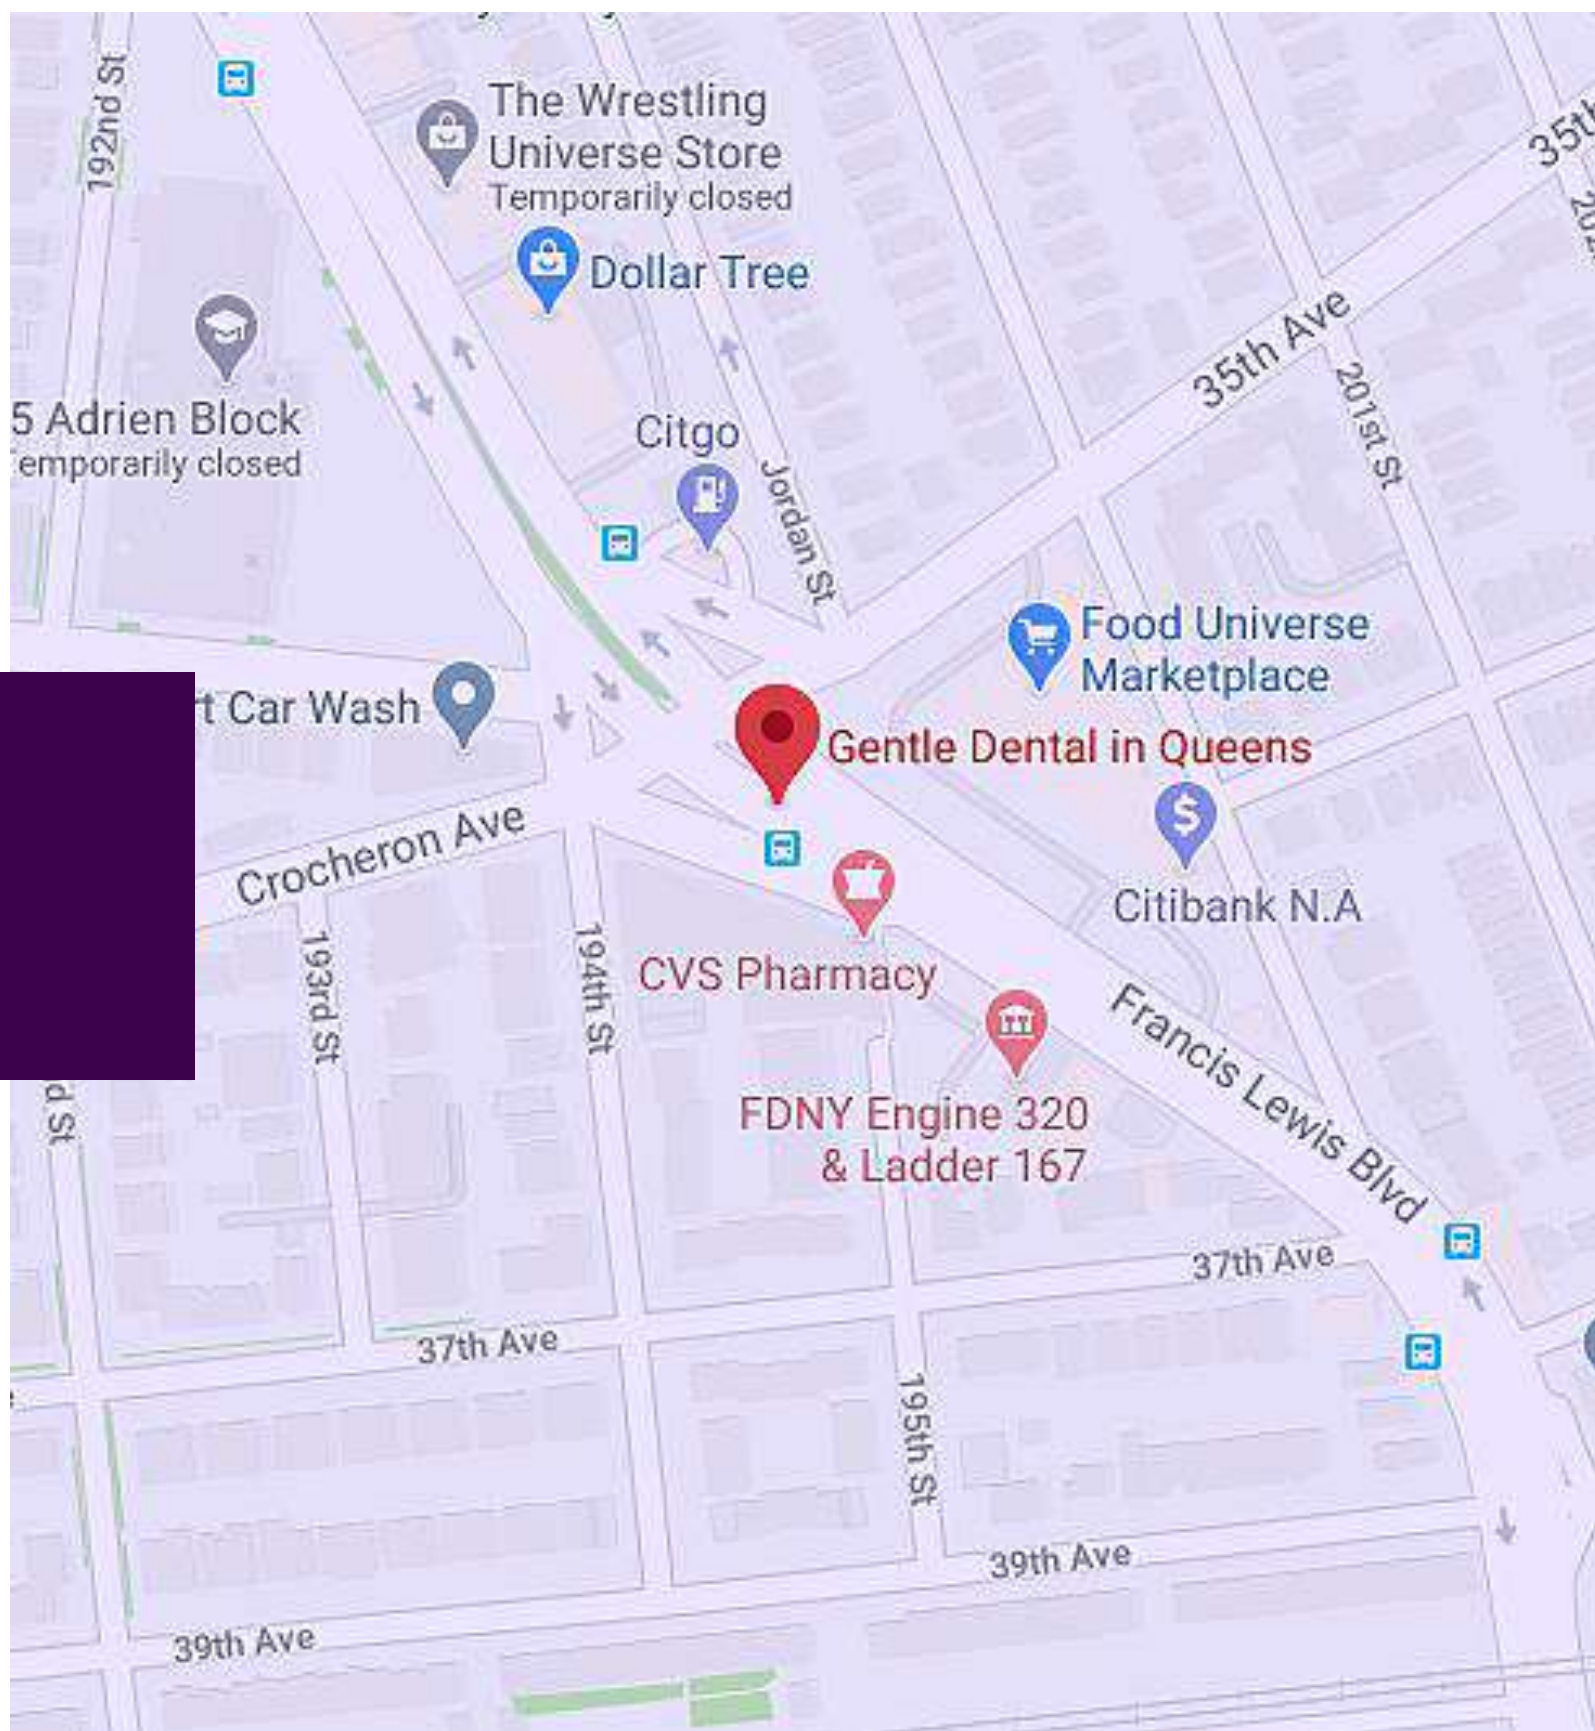 192nd St
The Wrestling
Universe Store
Temporarily closed
35th
Dollar Tree
35th Ave
5 Adrien Block
emporarily closed
Citgo
201st St
Jordan St
Food Universe
Marketplace
t Car Wash
Gentle Dental in Queens
Crocheron Ave
Citibank N.A
193rd St
194th St
CVS Pharmacy
Francis Lewis Blvd
d St
FDNY Engine 320
& Ladder 167
37th Ave
37th Ave
195th St
39th Ave
39th Ave